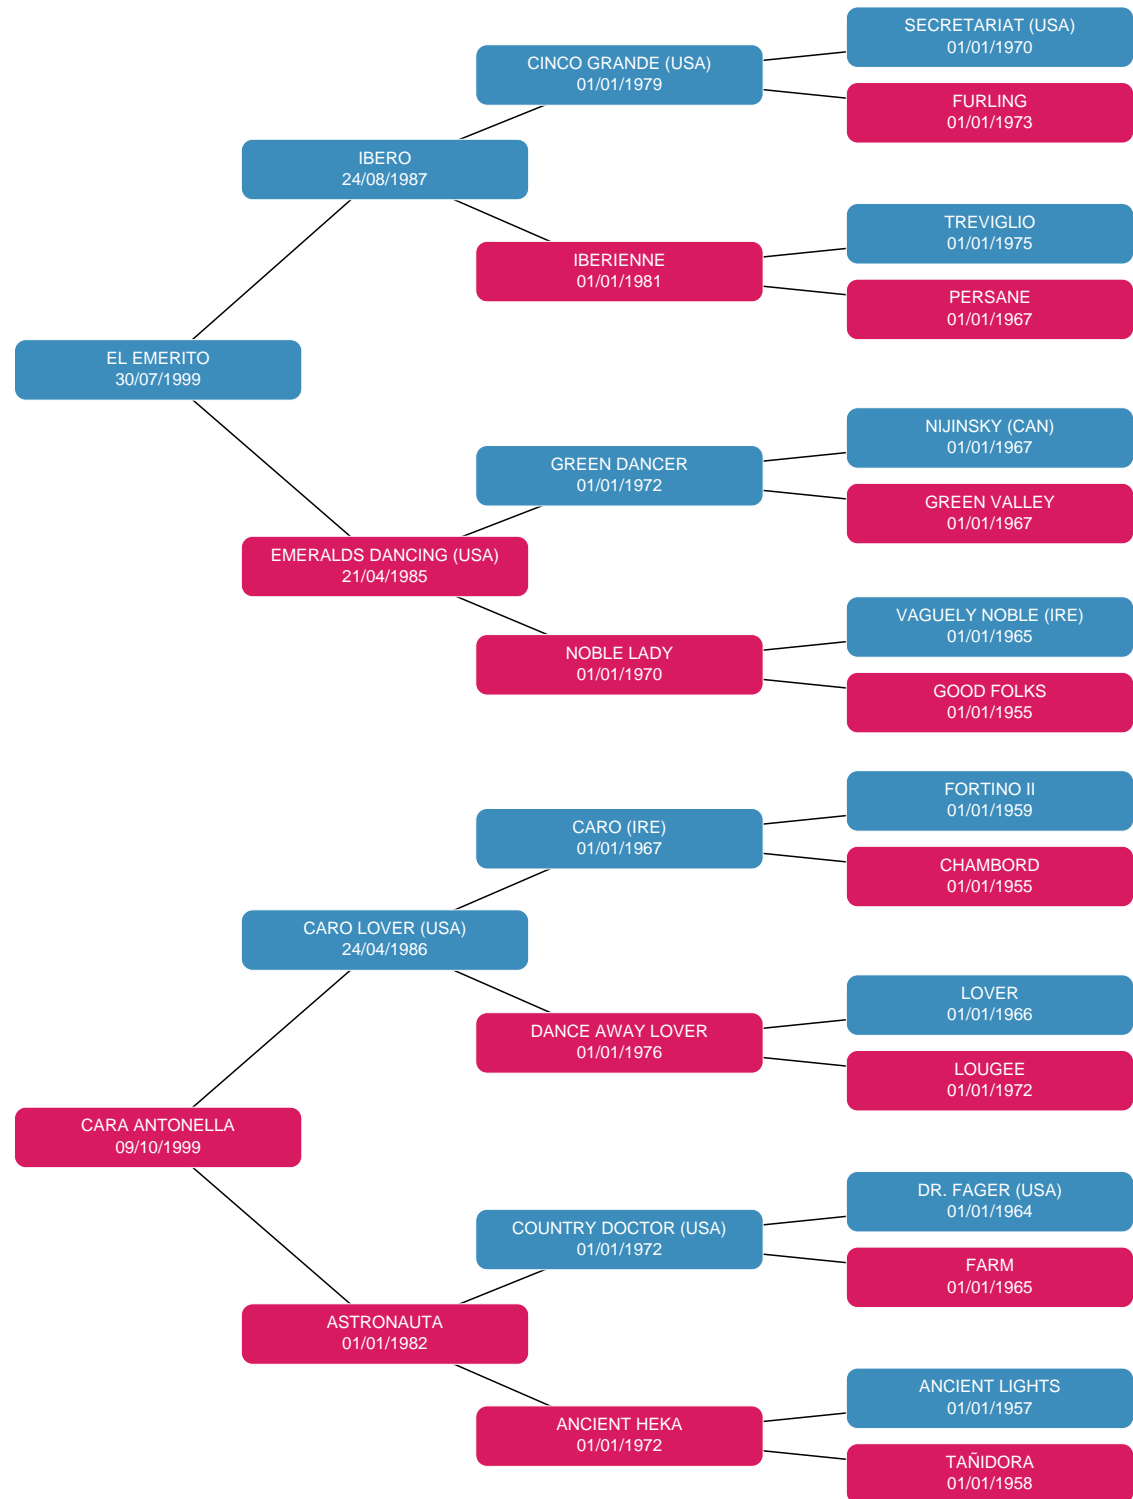 SECRETARIAT (USA)
01/01/1970
CINCO GRANDE (USA)
01/01/1979
FURLING
01/01/1973
IBERO
24/08/1987
TREVIGLIO
01/01/1975
IBERIENNE
01/01/1981
PERSANE
01/01/1967
EL EMERITO
30/07/1999
NIJINSKY (CAN)
01/01/1967
GREEN DANCER
01/01/1972
GREEN VALLEY
01/01/1967
EMERALDS DANCING (USA)
21/04/1985
VAGUELY NOBLE (IRE)
01/01/1965
NOBLE LADY
01/01/1970
GOOD FOLKS
01/01/1955
FORTINO II
01/01/1959
CARO (IRE)
01/01/1967
CHAMBORD
01/01/1955
CARO LOVER (USA)
24/04/1986
LOVER
01/01/1966
DANCE AWAY LOVER
01/01/1976
LOUGEE
01/01/1972
CARA ANTONELLA
09/10/1999
DR. FAGER (USA)
01/01/1964
COUNTRY DOCTOR (USA)
01/01/1972
FARM
01/01/1965
ASTRONAUTA
01/01/1982
ANCIENT LIGHTS
01/01/1957
ANCIENT HEKA
01/01/1972
TAÑIDORA
01/01/1958